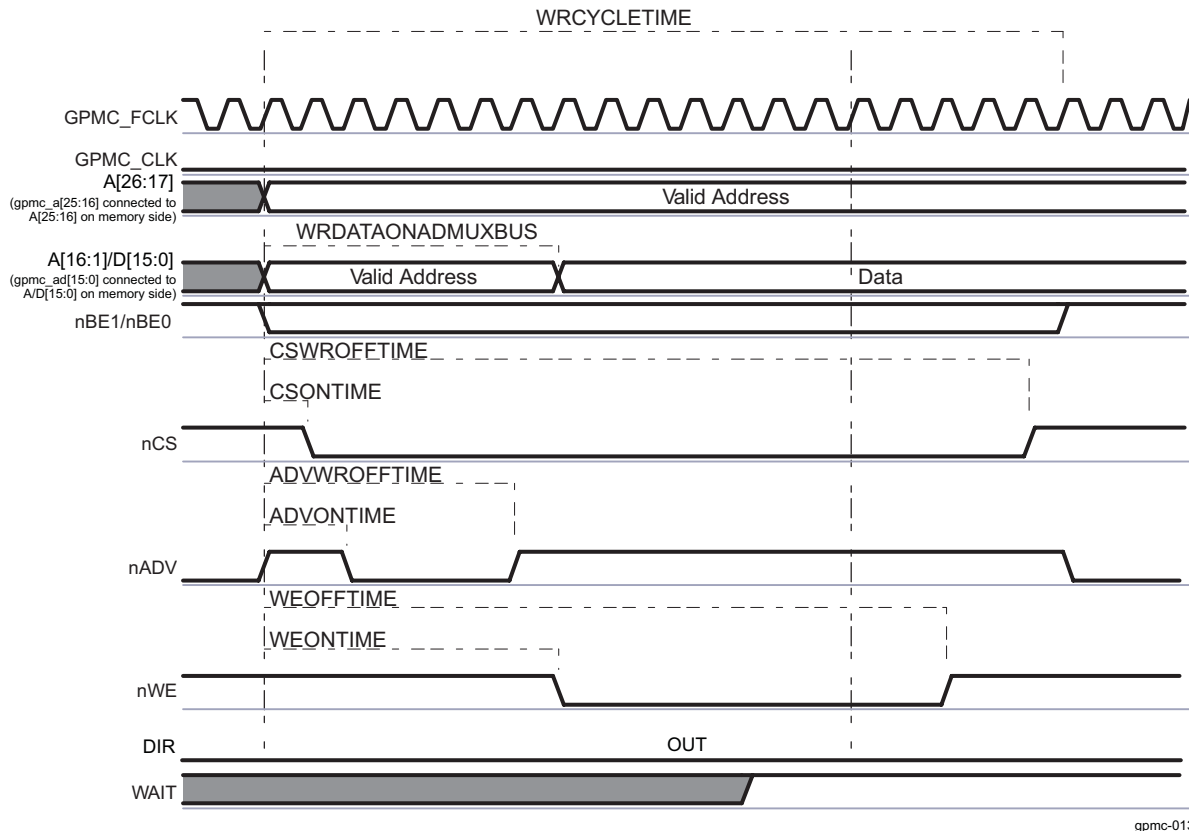 WRCYCLETIME
GPMC_FCLK
GPMC_CLK
A[26:17]
(gpmc_a[25:16] connected to
A[25:16] on memory side)
Valid Address
WRDATAONADMUXBUS
A[16:1]/D[15:0]
(gpmc_ad[15:0] connected to
A/D[15:0] on memory side)
Valid Address
Data
nBE1/nBE0
CSWROFFTIME
CSONTIME
nCS
ADVWROFFTIME
ADVONTIME
nADV
WEOFFTIME
WEONTIME
nWE
DIR
OUT
WAIT
gpmc-013